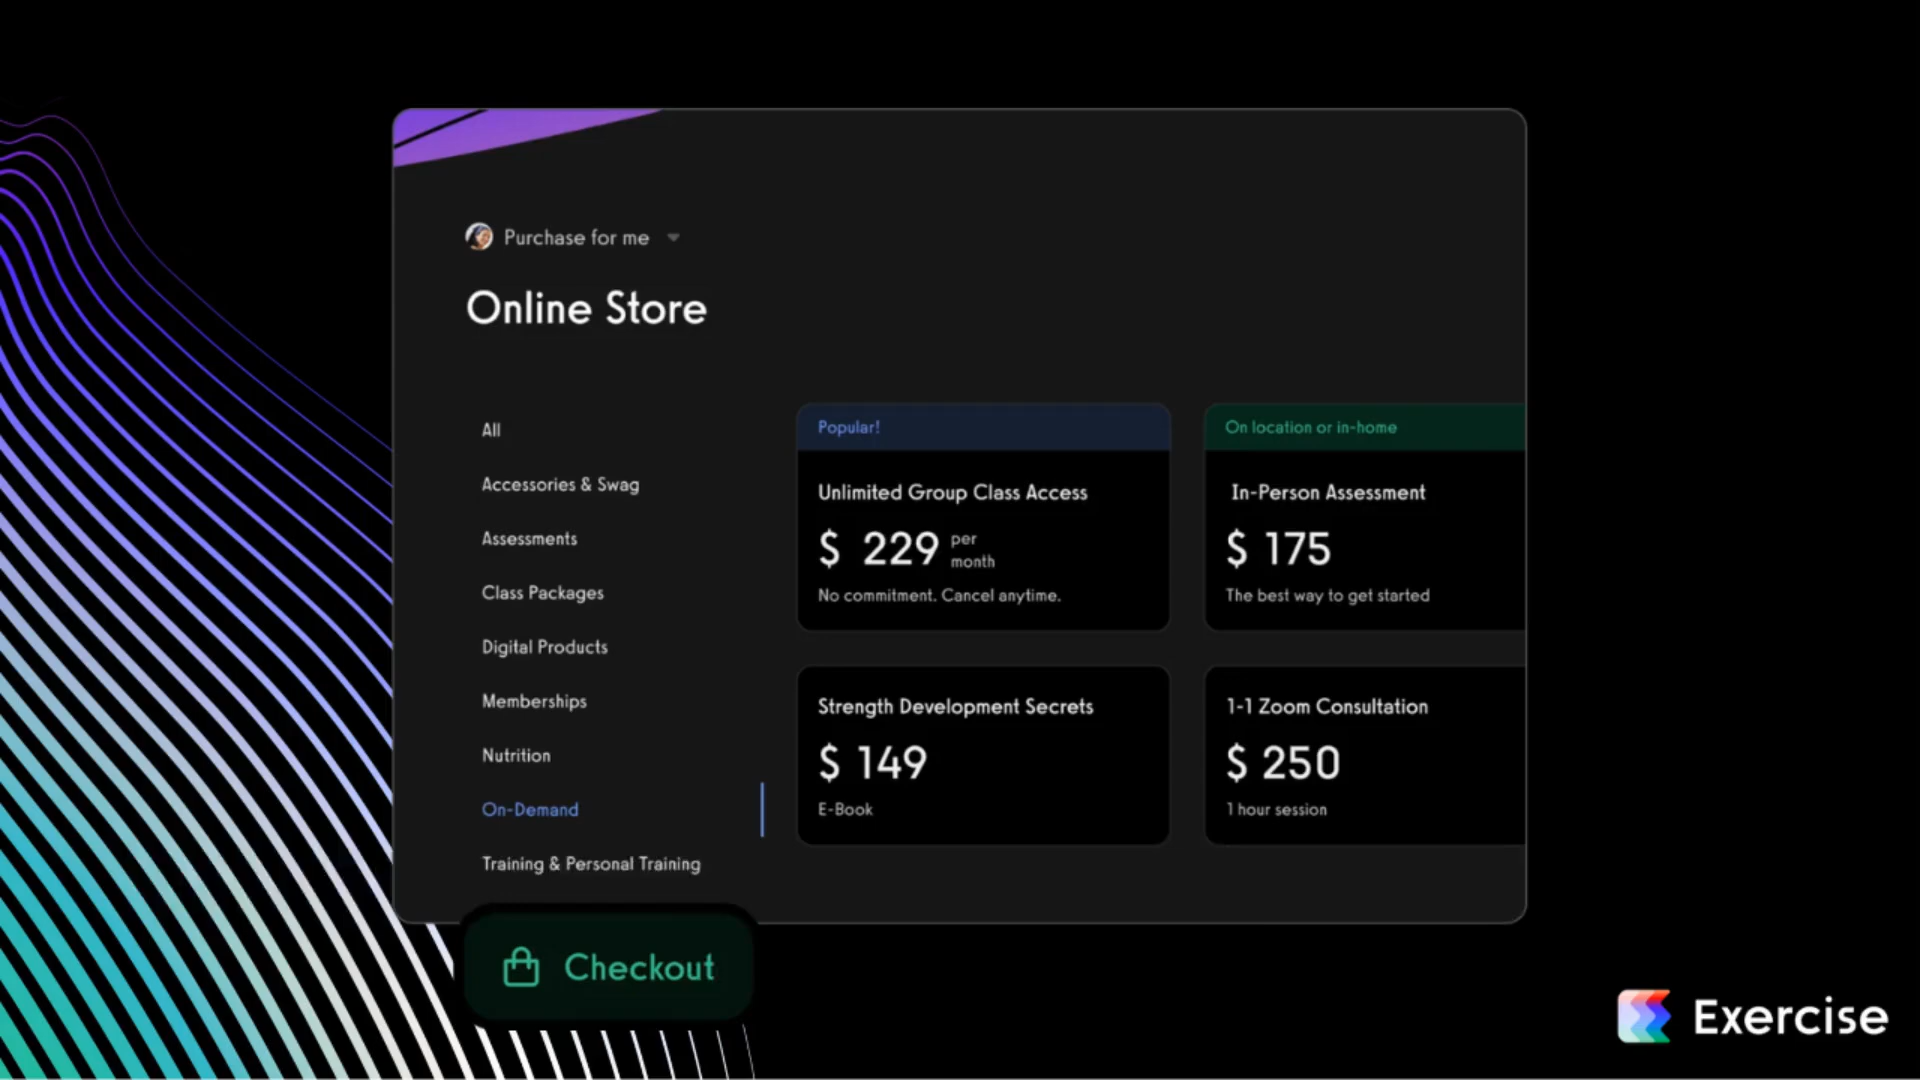 Purchase for me
Online Store
All
Accessories & Swag
Assessments
Class Packages
Digital Products
Memberships
Nutrition
On-Demand
Training & Personal Training
Popular!
Unlimited Group Class Access
$ 229 per month
No commitment. Cancel anytime.
On location or in-home
In-Person Assessment
$ 175
The best way to get started
Strength Development Secrets
$ 149
E-Book
1-1 Zoom Consultation
$ 250
1 hour session
Checkout
Exercise